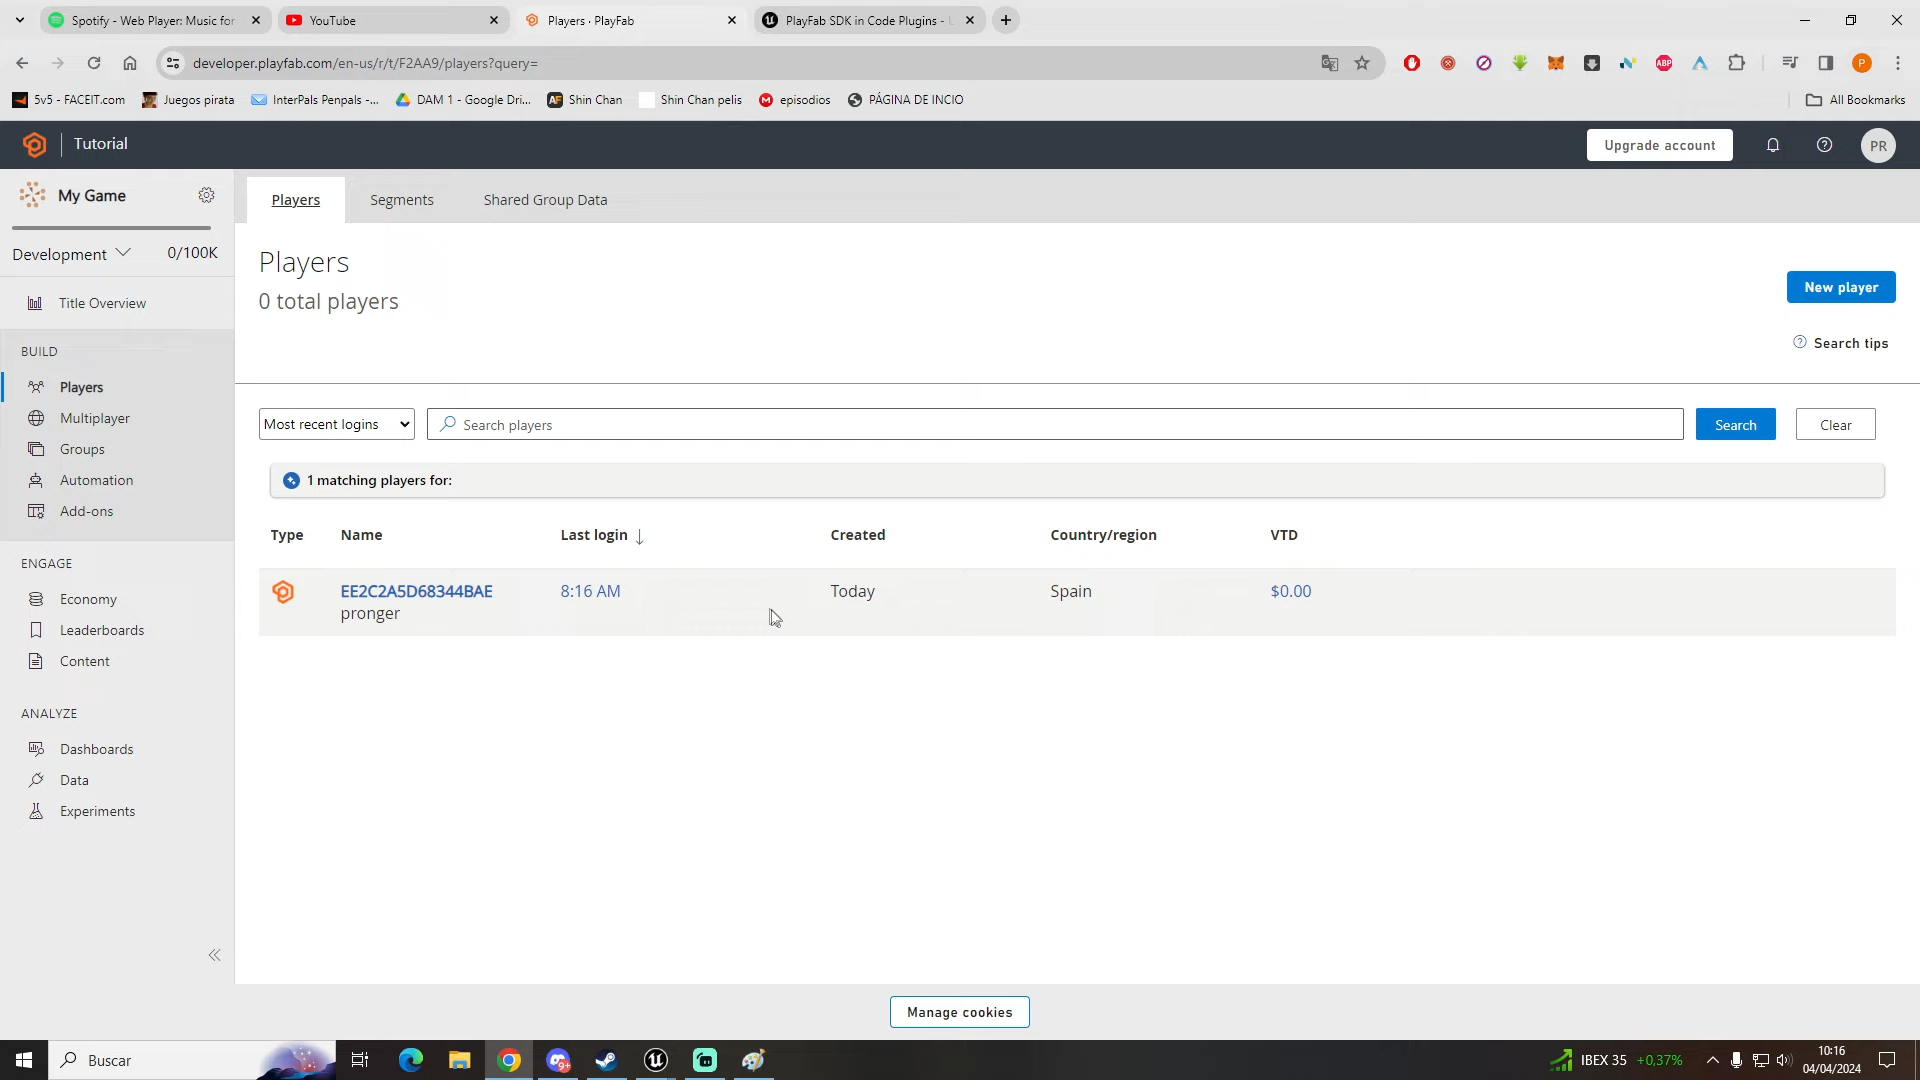 Spotify - Web Player: Music for
YouTube
Players · PlayFab
PlayFab SDK in Code Plugins -
developer.playfab.com/en-us/r/t/F2AA9/players?query=
5v5 - FACEIT.com
Juegos pirata
InterPals Penpals -...
DAM 1 - Google Dri...
Shin Chan
Shin Chan pelis
episodios
PÁGINA DE INCIO
All Bookmarks
ABP
P
Tutorial
Upgrade account
PR
My Game
Players
Segments
Shared Group Data
Development
0/100K
Players
0 total players
New player
Search tips
Title Overview
BUILD
Players
Multiplayer
Groups
Automation
Add-ons
Most recent logins
Search players
Search
Clear
1 matching players for:
Type
Name
Last login
Created
Country/region
VTD
EE2C2A5D68344BAE
pronger
8:16 AM
Today
Spain
$0.00
ENGAGE
Economy
Leaderboards
Content
ANALYZE
Dashboards
Data
Experiments
Manage cookies
Buscar
9+
IBEX 35 +0,37%
10:16
04/04/2024